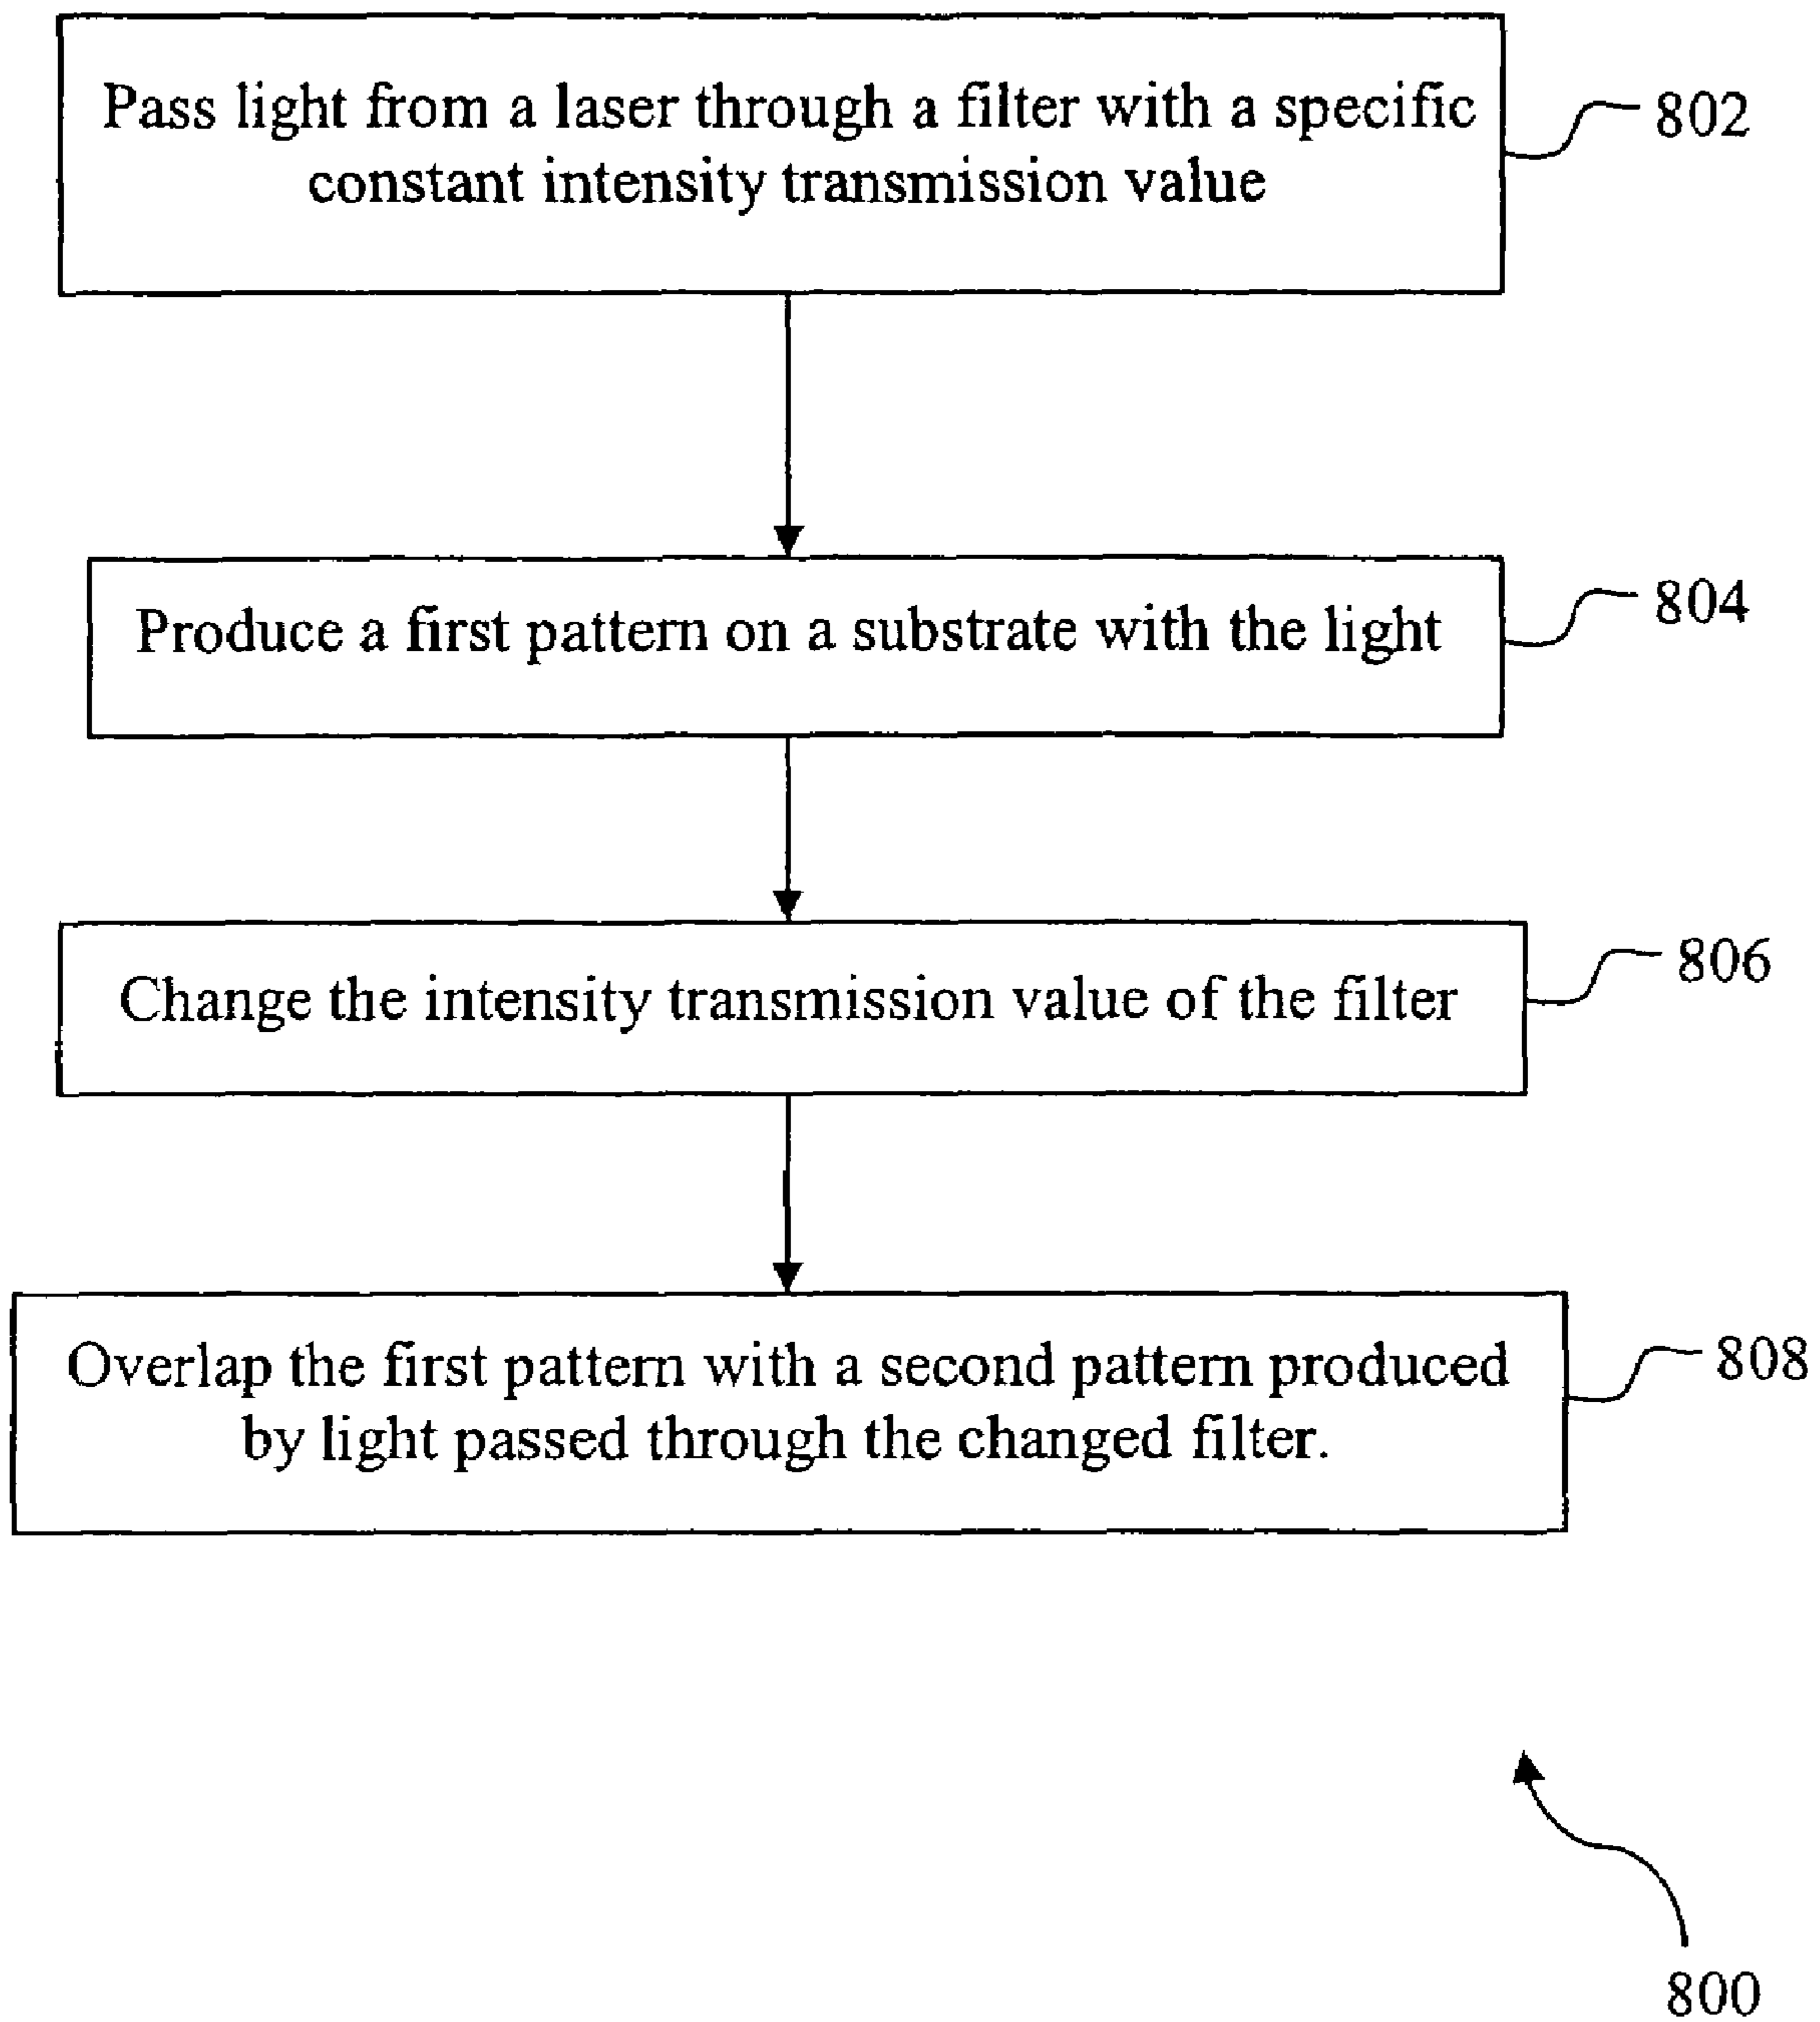 Pass light from a laser through a filter with a specific
constant intensity transmission value
802
Produce a first pattern on a substrate with the light
804
Change the intensity transmission value of the filter
806
Overlap the first pattern with a second pattern produced
by light passed through the changed filter.
808
800